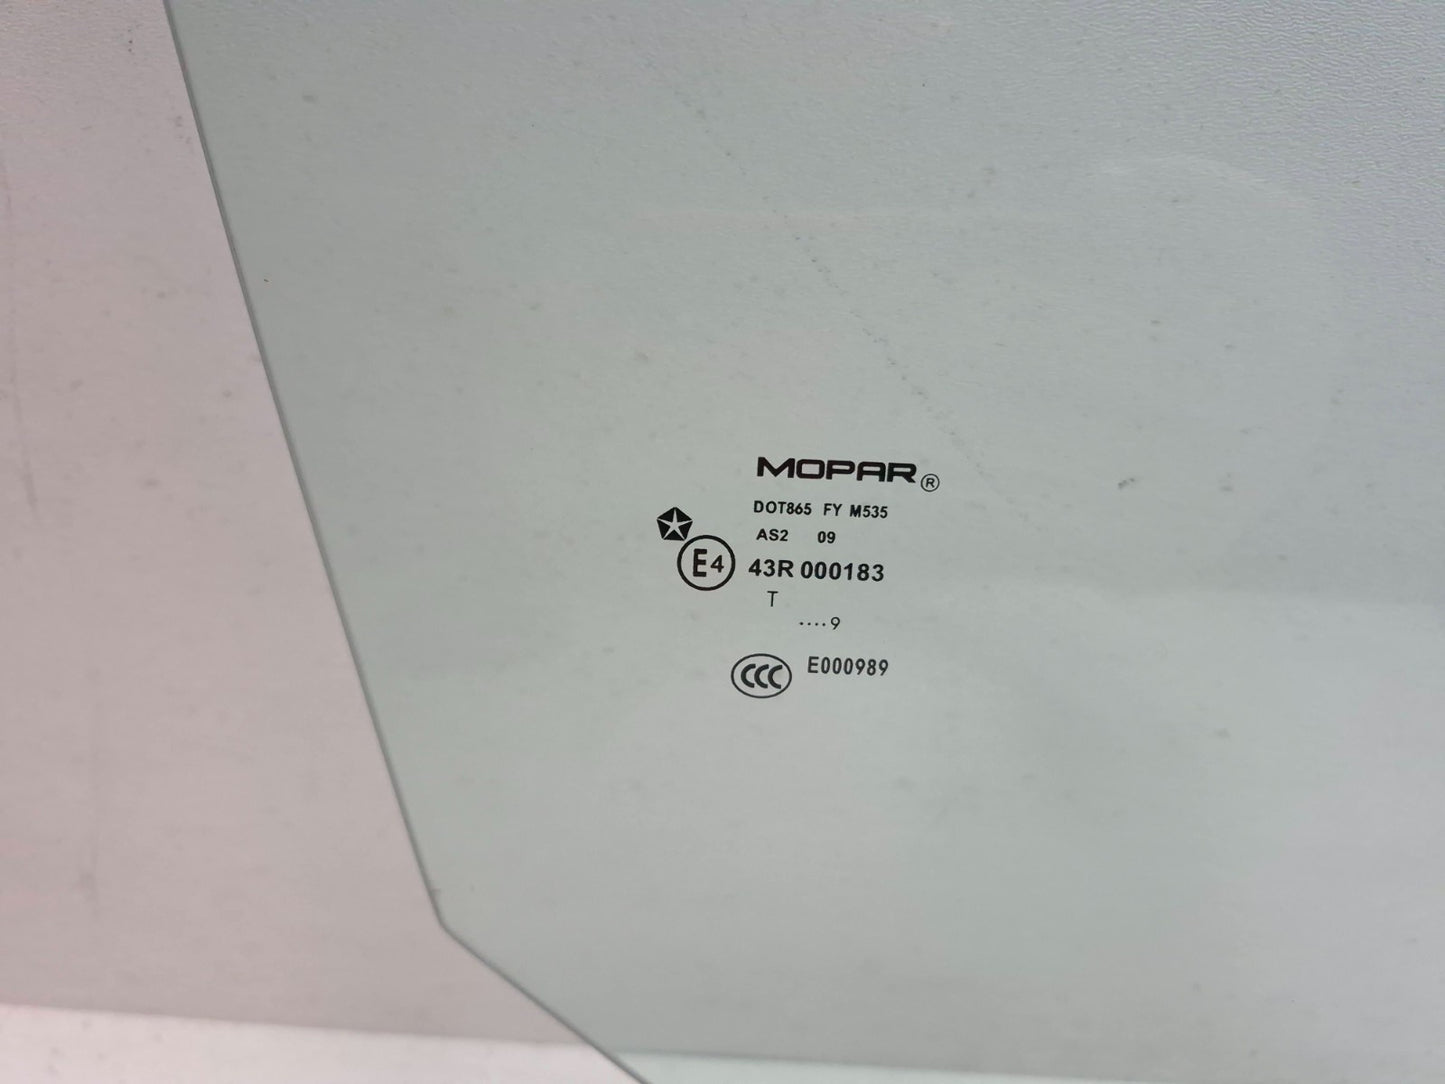 MOPAR®
DOT865 FY M535
AS2 09
E4 43R 000183
T
....9
CCC E000989